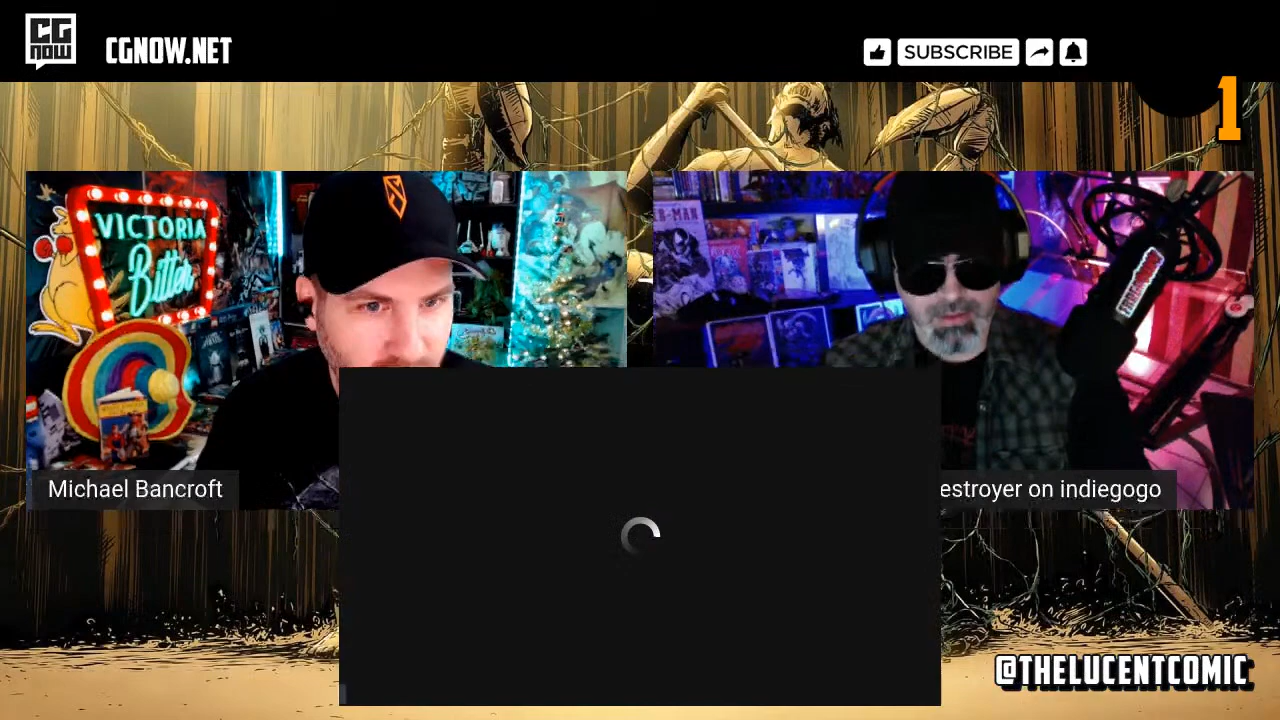 CG
NOW
CGNOW.NET
SUBSCRIBE
1
VICTORIA
Bitter
Michael Bancroft
estroyer on indiegogo
@THELUCENTCOMIC